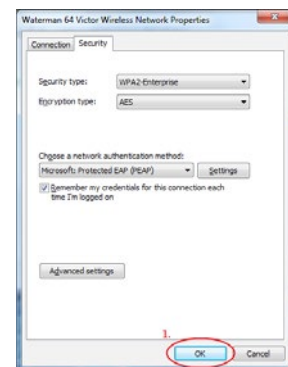 Waterman 64 Victor Wireless Network Properties
Connection Security
Security type: WPA2-Enterprise
Encryption type: AES
Choose a network authentication method:
Microsoft: Protected EAP (PEAP) Settings
Remember my credentials for this connection each
time I'm logged on
Advanced settings
1.
OK Cancel